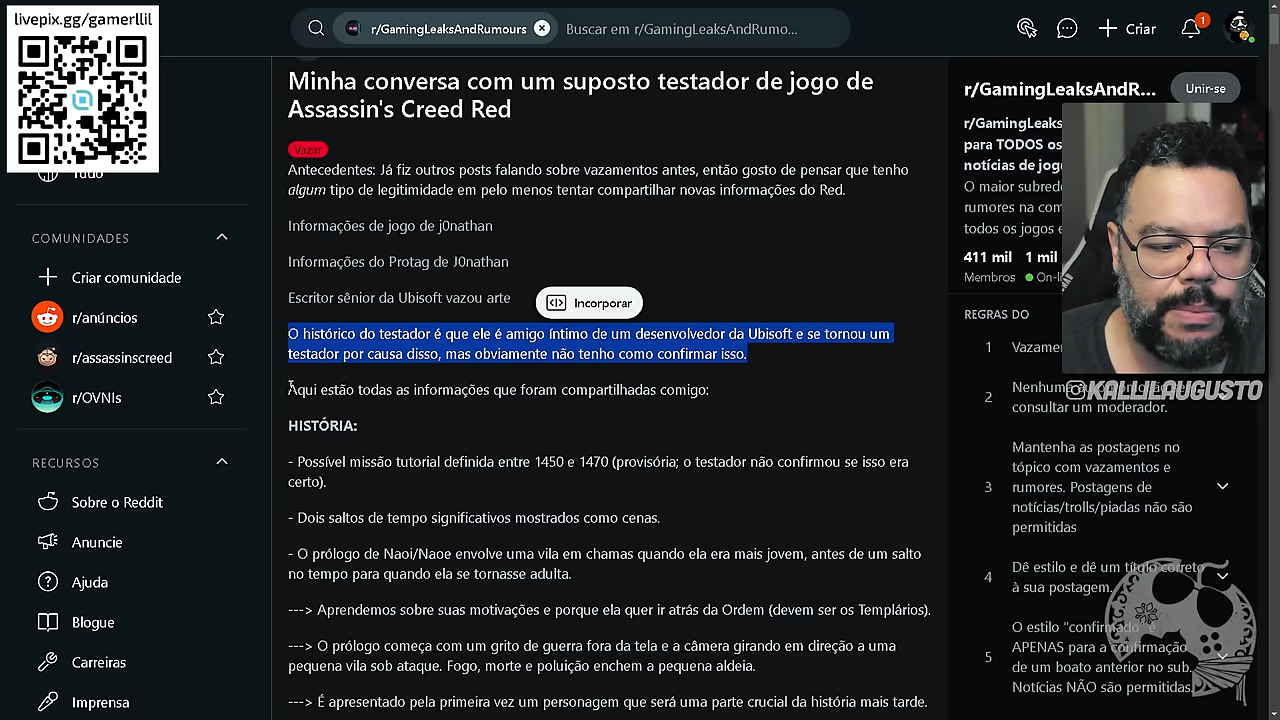 livepix.gg/gamerllil
r/GamingLeaksAndRumours
Buscar em r/GamingLeaksAndRumo...
Criar
1
Tudo
COMUNIDADES
Criar comunidade
r/anúncios
r/assassinscreed
r/OVNIs
RECURSOS
Sobre o Reddit
Anuncie
Ajuda
Blogue
Carreiras
Imprensa
Minha conversa com um suposto testador de jogo de
Assassin's Creed Red
Vazar
Antecedentes: Já fiz outros posts falando sobre vazamentos antes, então gosto de pensar que tenho
algum tipo de legitimidade em pelo menos tentar compartilhar novas informações do Red.
Informações de jogo de j0nathan
Informações do Protag de J0nathan
Escritor sênior da Ubisoft vazou arte
Incorporar
O histórico do testador é que ele é amigo íntimo de um desenvolvedor da Ubisoft e se tornou um
testador por causa disso, mas obviamente não tenho como confirmar isso.
Aqui estão todas as informações que foram compartilhadas comigo:
HISTÓRIA:
- Possível missão tutorial definida entre 1450 e 1470 (provisória; o testador não confirmou se isso era
certo).
- Dois saltos de tempo significativos mostrados como cenas.
- O prólogo de Naoi/Naoe envolve uma vila em chamas quando ela era mais jovem, antes de um salto
no tempo para quando ela se tornasse adulta.
---> Aprendemos sobre suas motivações e porque ela quer ir atrás da Ordem (devem ser os Templários).
---> O prólogo começa com um grito de guerra fora da tela e a câmera girando em direção a uma
pequena vila sob ataque. Fogo, morte e poluição enchem a pequena aldeia.
---> É apresentado pela primeira vez um personagem que será uma parte crucial da história mais tarde.
r/GamingLeaksAndR...
Unir-se
r/GamingLeaks
para TODOS os
notícias de jog
O maior subred
rumores na com
todos os jogos e
411 mil
1 mil
Membros
On-l
REGRAS DO
1
Vazamen
2
Nenhum
consultar um moderador.
KALLILAUGUSTO
3
Mantenha as postagens no
tópico com vazamentos e
rumores. Postagens de
notícias/trolls/piadas não são
permitidas
4
Dê estilo e dê um título correto
à sua postagem.
5
O estilo "confirmado" é
APENAS para a confirmação
de um boato anterior no sub.
Notícias NÃO são permitidas.